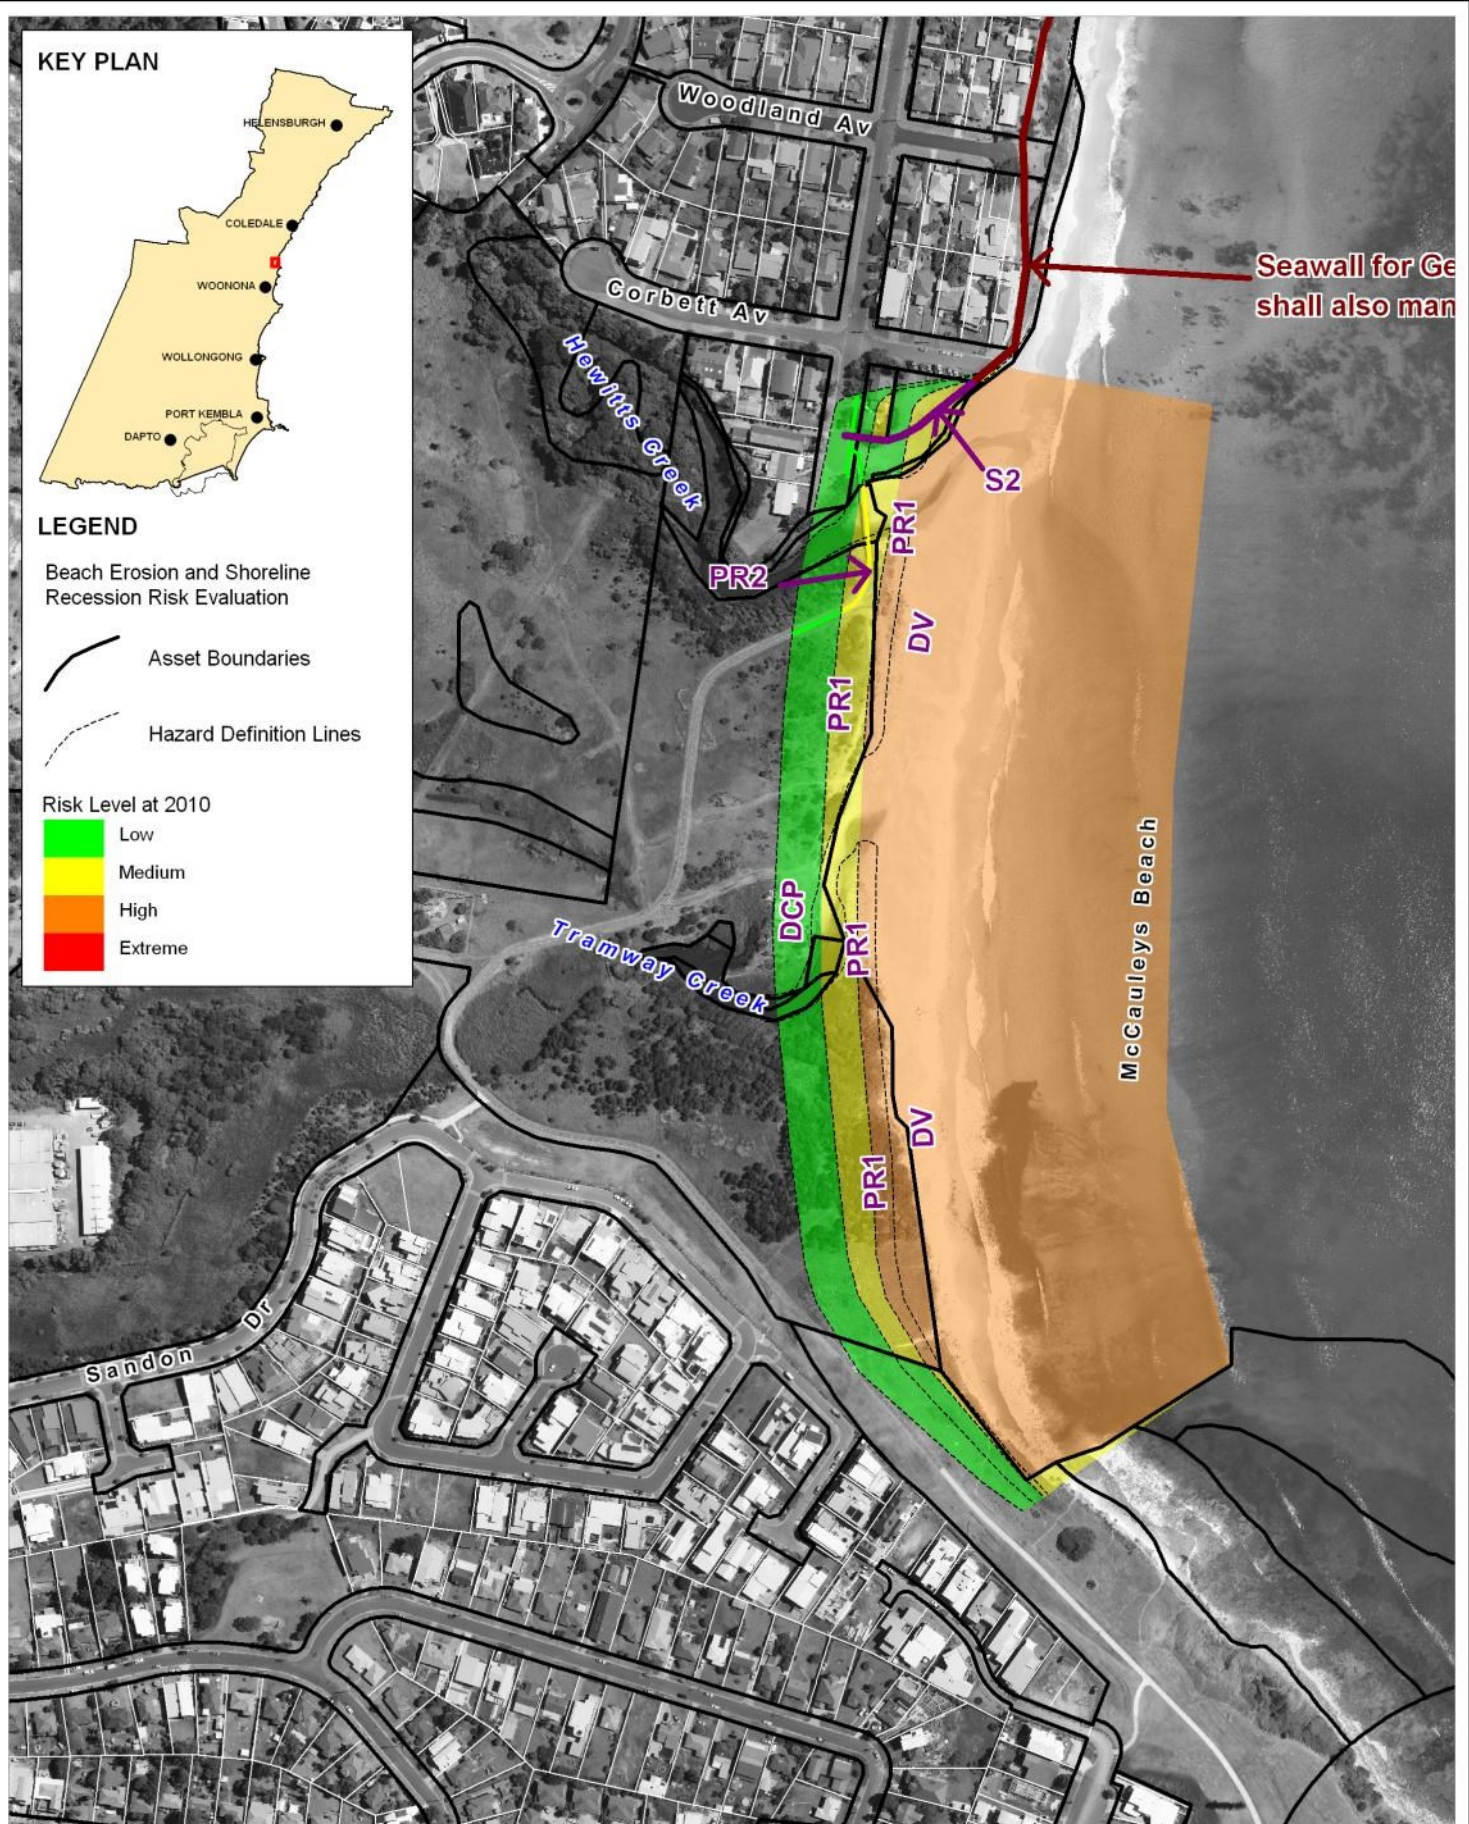 KEY PLAN
HELENSBURGH
COLEDALE
WOONONA
WOLLONGONG
PORT KEMBLA
DAPTO
LEGEND
Beach Erosion and Shoreline
Recession Risk Evaluation
Asset Boundaries
Hazard Definition Lines
Risk Level at 2010
Low
Medium
High
Extreme
Woodland Av
Corbett Av
Hewitts Creek
Seawall for Ge
shall also man
S2
PR1
PR2
DV
PR1
DCP
PR1
Tramway Creek
McCauleys Beach
DV
PR1
Sandon Dr